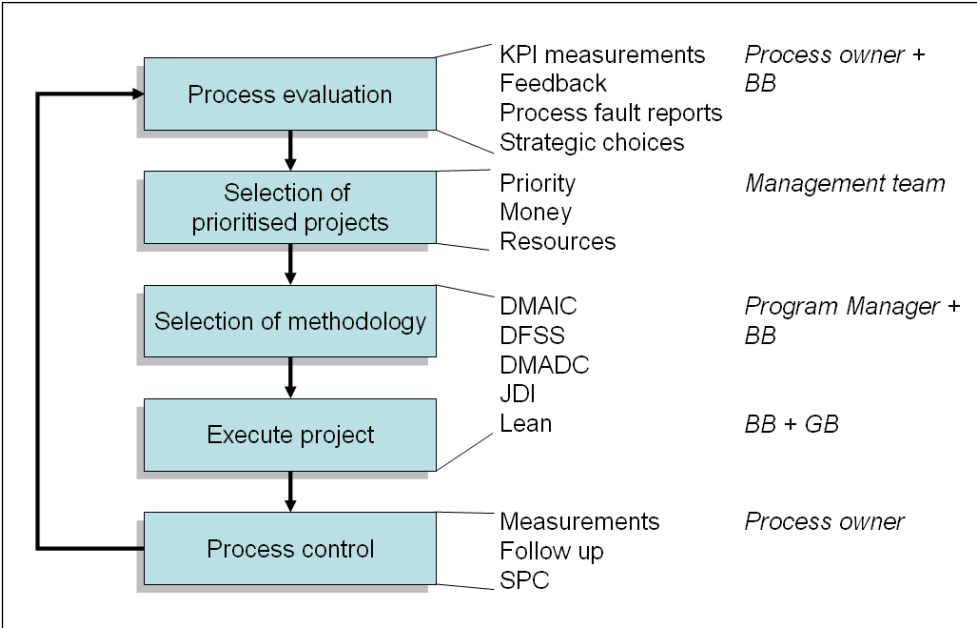 Process evaluation
KPI measurements
Feedback
Process fault reports
Strategic choices
Process owner +
BB
Selection of
prioritised projects
Priority
Money
Resources
Management team
Selection of methodology
DMAIC
DFSS
DMADC
JDI
Lean
Program Manager +
BB
Execute project
BB + GB
Process control
Measurements
Follow up
SPC
Process owner